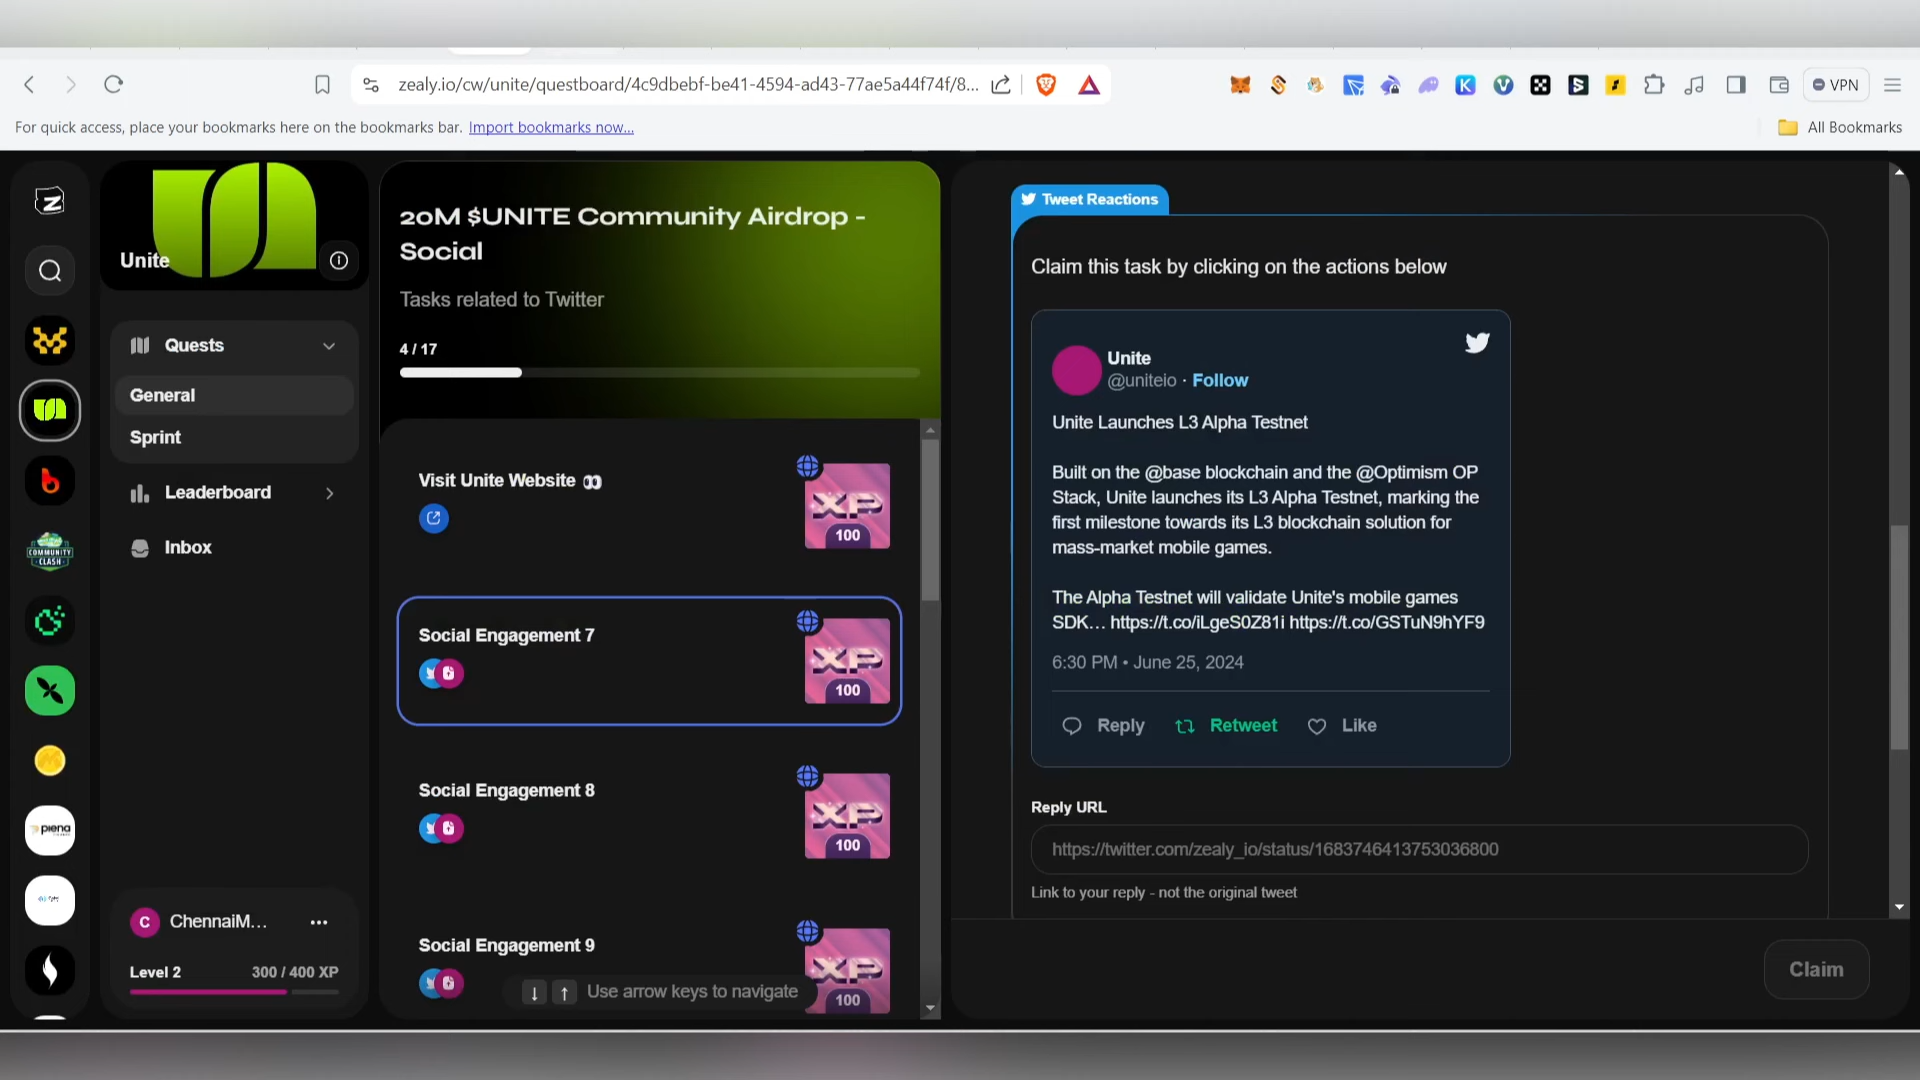 zealy.io/cw/unite/questboard/4c9dbebf-be41-4594-ad43-77ae5a44f74f/8...
VPN
For quick access, place your bookmarks here on the bookmarks bar. Import bookmarks now...
All Bookmarks
Unite
Quests
General
Sprint
Leaderboard
Inbox
COMMUNITY
CLASH
piena
C
ChennaiM...
Level 2
300 / 400 XP
20M $UNITE Community Airdrop -
Social
Tasks related to Twitter
4 / 17
Visit Unite Website 👀
XP
100
Social Engagement 7
XP
100
Social Engagement 8
XP
100
Social Engagement 9
XP
100
↓ ↑ Use arrow keys to navigate
Tweet Reactions
Claim this task by clicking on the actions below
Unite
@uniteio · Follow
Unite Launches L3 Alpha Testnet
Built on the @base blockchain and the @Optimism OP
Stack, Unite launches its L3 Alpha Testnet, marking the
first milestone towards its L3 blockchain solution for
mass-market mobile games.
The Alpha Testnet will validate Unite's mobile games
SDK… https://t.co/iLgeS0Z81i https://t.co/GSTuN9hYF9
6:30 PM • June 25, 2024
Reply
Retweet
Like
Reply URL
https://twitter.com/zealy_io/status/1683746413753036800
Link to your reply - not the original tweet
Claim